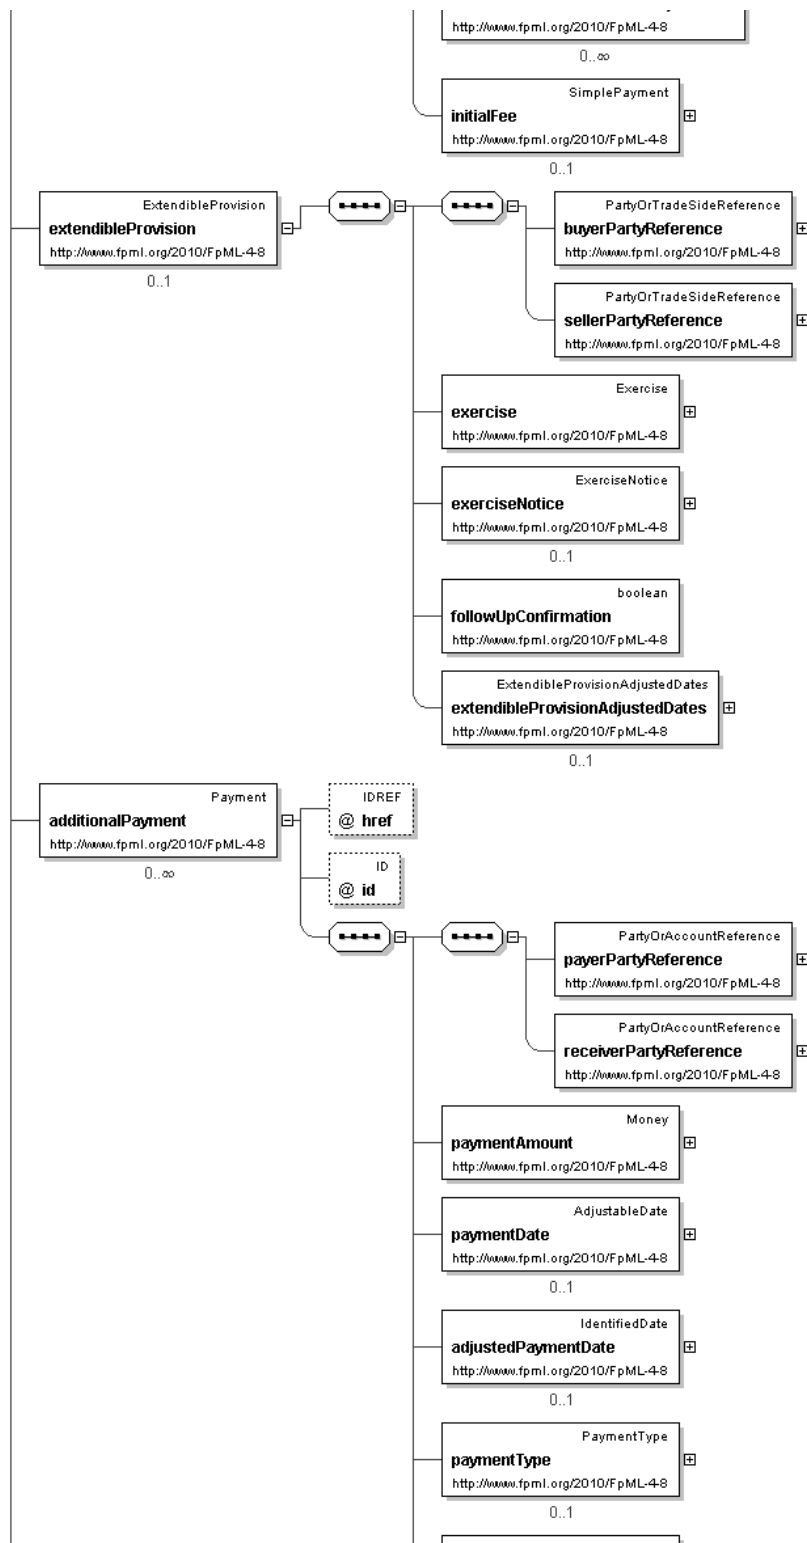 http://www.fpml.org/2010/FpML-4-8
0..∞
SimplePayment
initialFee
http://www.fpml.org/2010/FpML-4-8
0..1
ExtendibleProvision
extendibleProvision
http://www.fpml.org/2010/FpML-4-8
0..1
PartyOrTradeSideReference
buyerPartyReference
http://www.fpml.org/2010/FpML-4-8
PartyOrTradeSideReference
sellerPartyReference
http://www.fpml.org/2010/FpML-4-8
Exercise
exercise
http://www.fpml.org/2010/FpML-4-8
ExerciseNotice
exerciseNotice
http://www.fpml.org/2010/FpML-4-8
0..1
boolean
followUpConfirmation
http://www.fpml.org/2010/FpML-4-8
ExtendibleProvisionAdjustedDates
extendibleProvisionAdjustedDates
http://www.fpml.org/2010/FpML-4-8
0..1
Payment
additionalPayment
http://www.fpml.org/2010/FpML-4-8
0..∞
IDREF
@ href
ID
@ id
PartyOrAccountReference
payerPartyReference
http://www.fpml.org/2010/FpML-4-8
PartyOrAccountReference
receiverPartyReference
http://www.fpml.org/2010/FpML-4-8
Money
paymentAmount
http://www.fpml.org/2010/FpML-4-8
AdjustableDate
paymentDate
http://www.fpml.org/2010/FpML-4-8
0..1
IdentifiedDate
adjustedPaymentDate
http://www.fpml.org/2010/FpML-4-8
0..1
PaymentType
paymentType
http://www.fpml.org/2010/FpML-4-8
0..1